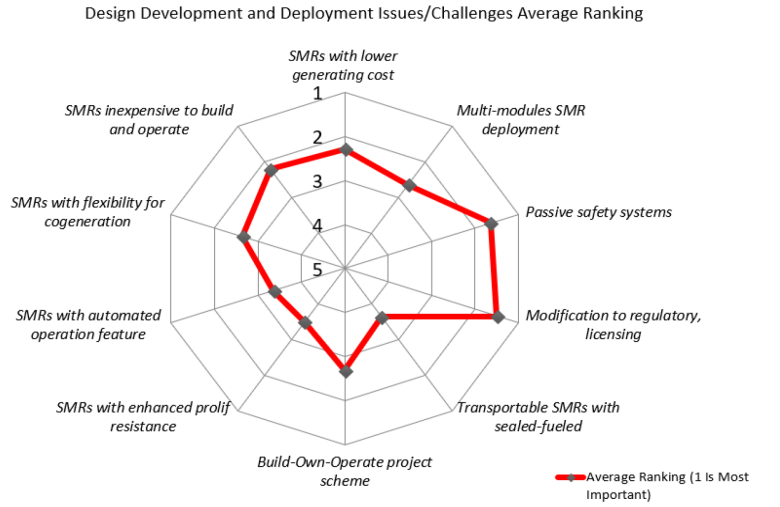 Design Development and Deployment Issues/Challenges Average Ranking
SMRs with lower
generating cost
SMRs inexpensive to build
and operate
Multi-modules SMR
deployment
1
2
3
4
5
SMRs with flexibility for
cogeneration
Passive safety systems
SMRs with automated
operation feature
Modification to regulatory,
licensing
SMRs with enhanced prolif
resistance
Transportable SMRs with
sealed-fueled
Build-Own-Operate project
scheme
Average Ranking (1 Is Most
Important)